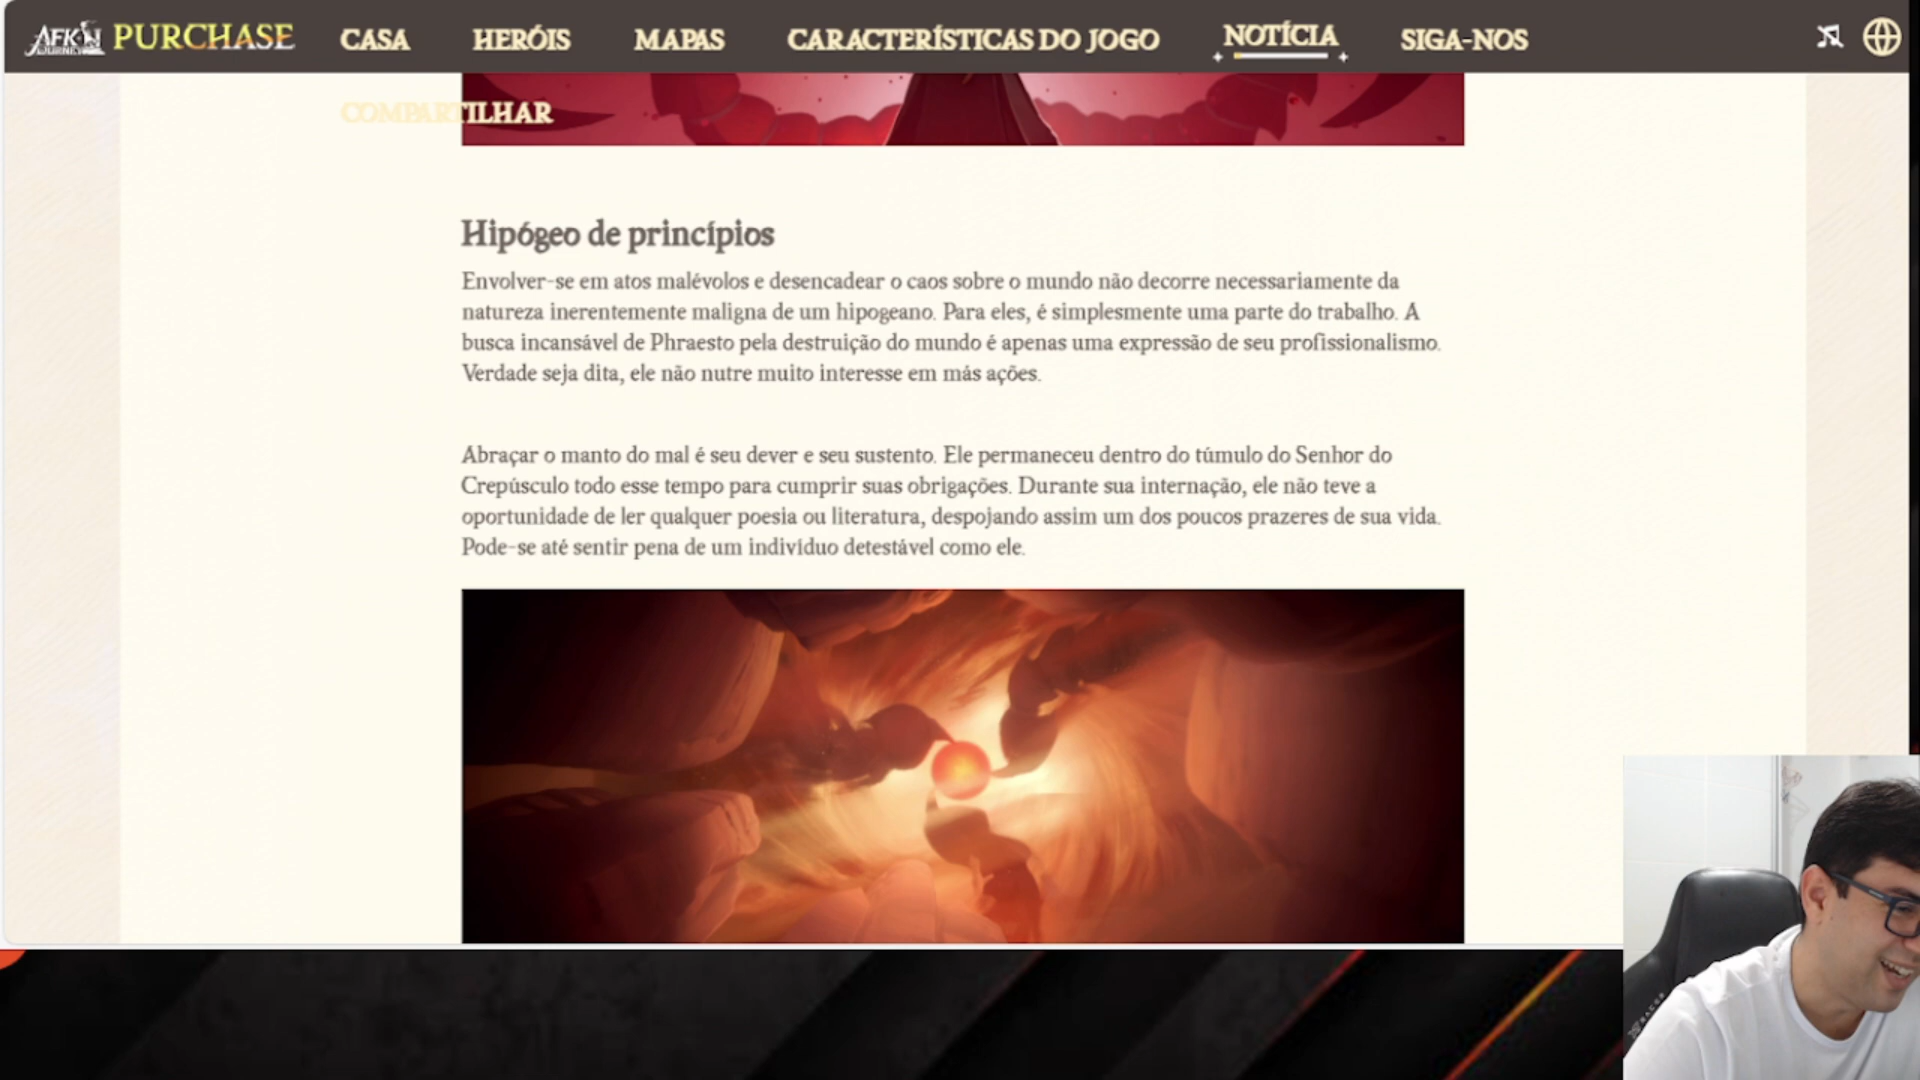 AFK JOURNEY PURCHASE CASA HERÓIS MAPAS CARACTERÍSTICAS DO JOGO NOTÍCIA SIGA-NOS
COMPARTILHAR
Hipógeo de princípios
Envolver-se em atos malévolos e desencadear o caos sobre o mundo não decorre necessariamente da
natureza inerentemente maligna de um hipogeano. Para eles, é simplesmente uma parte do trabalho. A
busca incansável de Phraesto pela destruição do mundo é apenas uma expressão de seu profissionalismo.
Verdade seja dita, ele não nutre muito interesse em más ações.
Abraçar o manto do mal é seu dever e seu sustento. Ele permaneceu dentro do túmulo do Senhor do
Crepúsculo todo esse tempo para cumprir suas obrigações. Durante sua internação, ele não teve a
oportunidade de ler qualquer poesia ou literatura, despojando assim um dos poucos prazeres de sua vida.
Pode-se até sentir pena de um indivíduo detestável como ele.